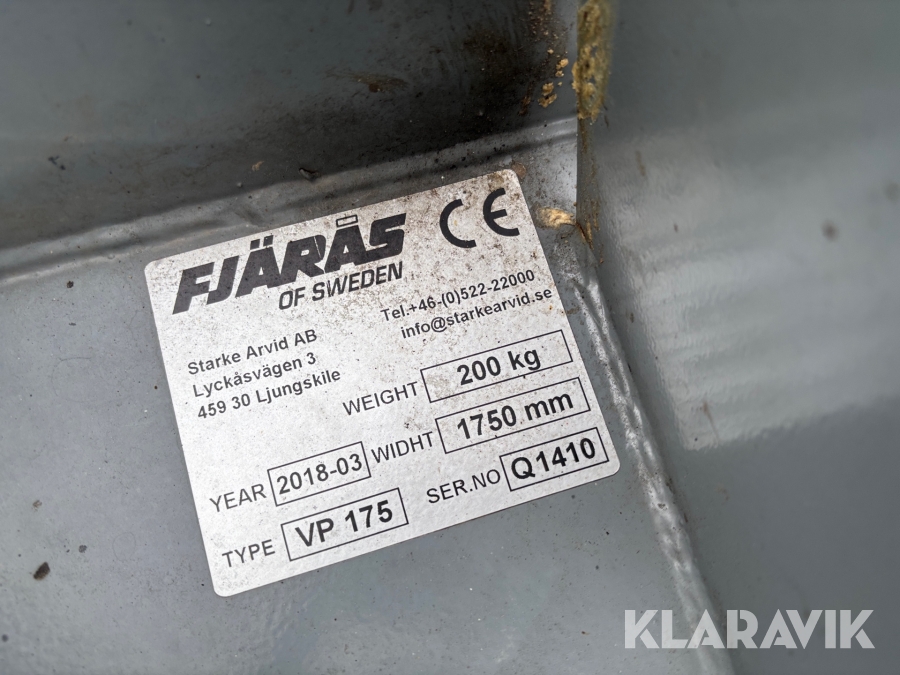 FJÄRÅS
OF SWEDEN
CE
Starke Arvid AB
Lyckåsvägen 3
459 30 Ljungskile
Tel.+46-(0)522-22000
info@starkearvid.se
WEIGHT 200 kg
YEAR 2018-03 WIDHT 1750 mm
TYPE VP 175 SER.NO Q1410
KLARAVIK